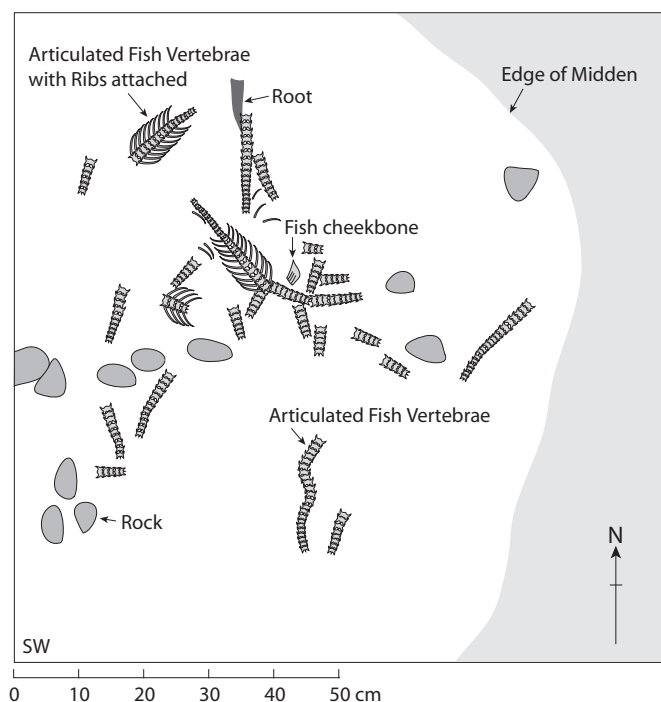 Articulated Fish Vertebrae
with Ribs attached
Root
Edge of Midden
Fish cheekbone
Articulated Fish Vertebrae
Rock
N
SW
0 10 20 30 40 50 cm